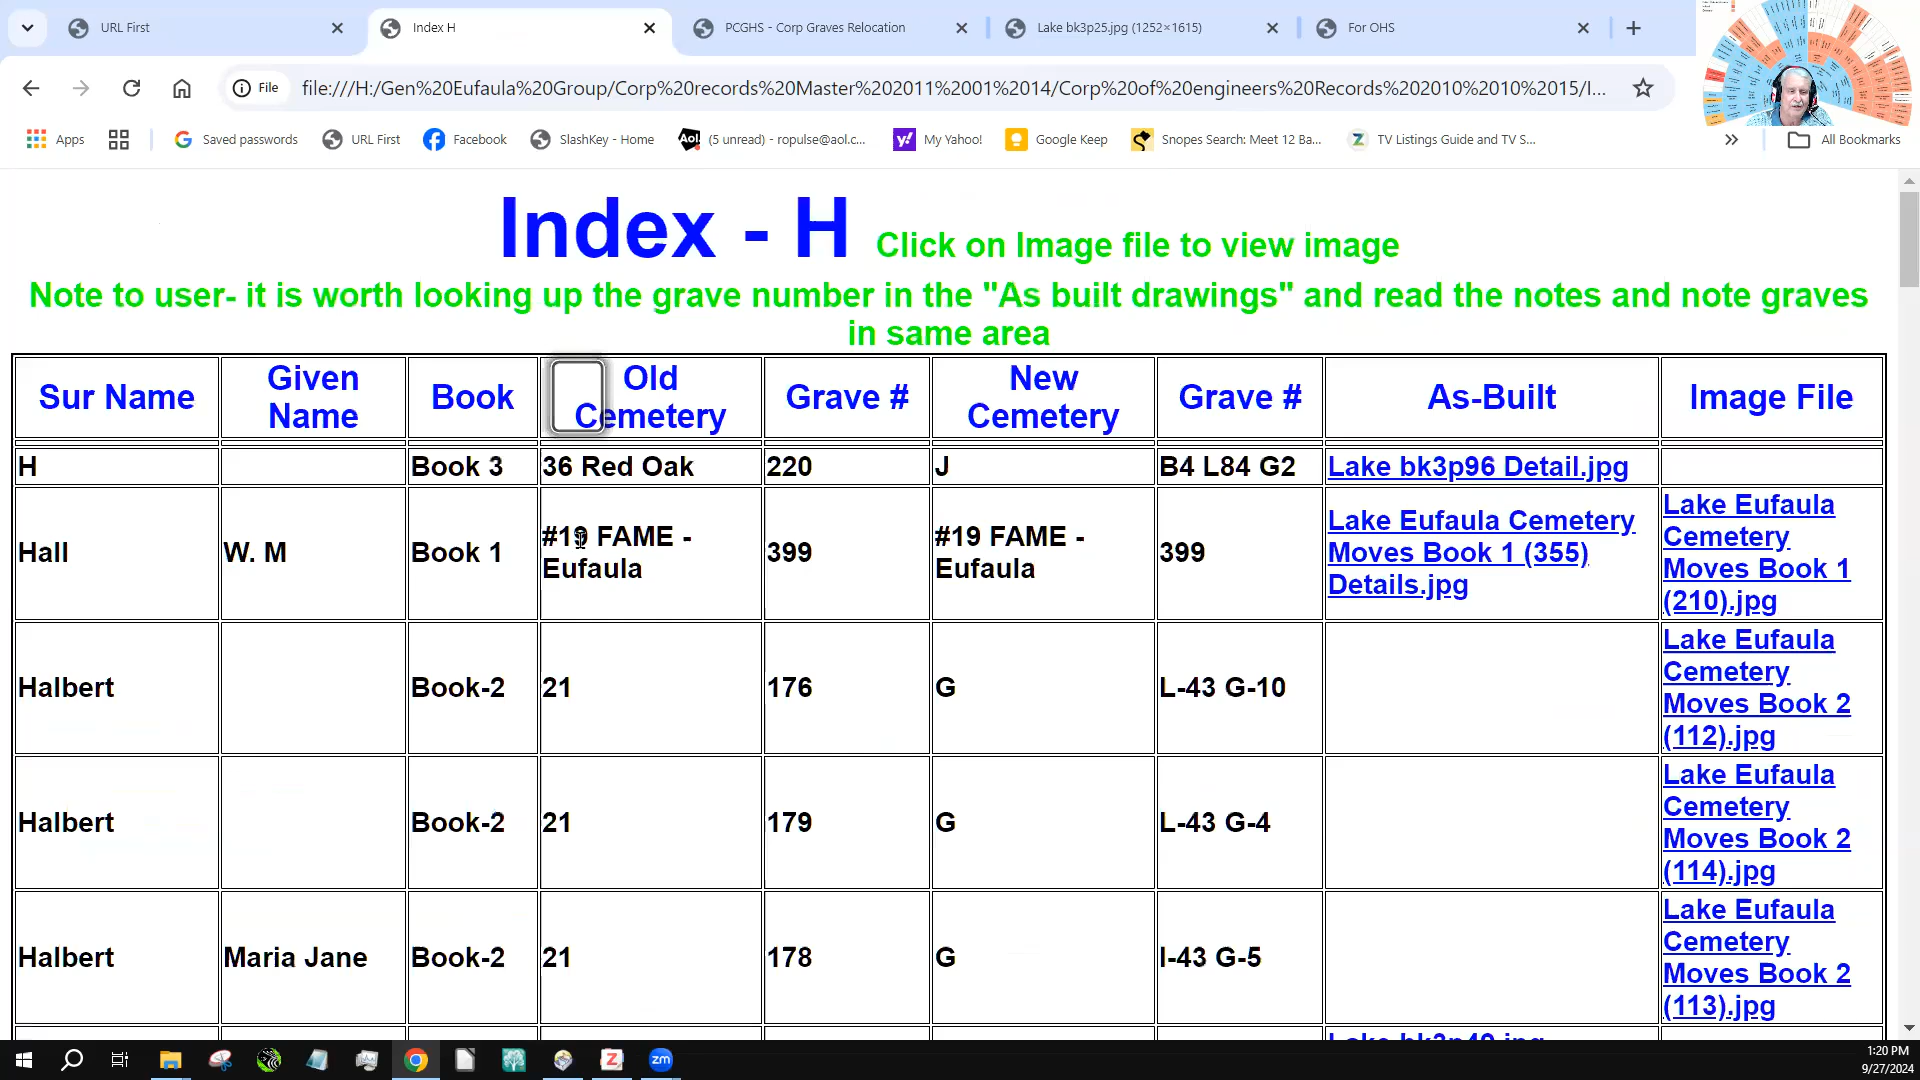 URL First
Index H
PCGHS - Corp Graves Relocation
Lake bk3p25.jpg (1252×1615)
For OHS
File
file:///H:/Gen%20Eufaula%20Group/Corp%20records%20Master%202011%2001%2014/Corp%20of%20engineers%20Records%202010%2010%2015/I...
Apps
Saved passwords
URL First
Facebook
SlashKey - Home
Aol.
(5 unread) - ropulse@aol.c...
y!
My Yahoo!
Google Keep
Snopes Search: Meet 12 Ba...
Z
TV Listings Guide and TV S...
»
All Bookmarks
Index - H Click on Image file to view image
Note to user- it is worth looking up the grave number in the "As built drawings" and read the notes and note graves
in same area
Sur Name
Given
Name
Book
Old
Cemetery
Grave #
New
Cemetery
Grave #
As-Built
Image File
H
Book 3
36 Red Oak
220
J
B4 L84 G2
Lake bk3p96 Detail.jpg
Hall
W. M
Book 1
#19 FAME -
Eufaula
399
#19 FAME -
Eufaula
399
Lake Eufaula Cemetery
Moves Book 1 (355)
Details.jpg
Lake Eufaula
Cemetery
Moves Book 1
(210).jpg
Halbert
Book-2
21
176
G
L-43 G-10
Lake Eufaula
Cemetery
Moves Book 2
(112).jpg
Halbert
Book-2
21
179
G
L-43 G-4
Lake Eufaula
Cemetery
Moves Book 2
(114).jpg
Halbert
Maria Jane
Book-2
21
178
G
I-43 G-5
Lake Eufaula
Cemetery
Moves Book 2
(113).jpg
Lake bk3p49.jpg
Z
zm
1:20 PM
9/27/2024